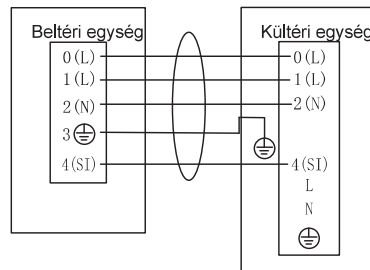 Beltéri egység
0(L)
1(L)
2(N)
3
4(SI)
Kültéri egység
0(L)
1(L)
2(N)
4(SI)
L
N